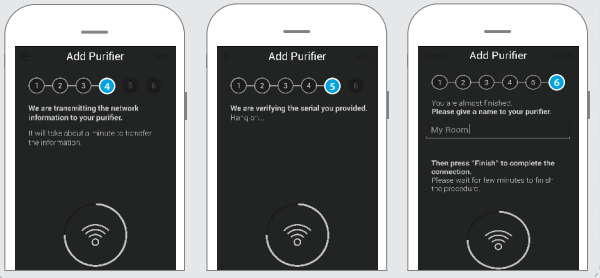 Add Purifier
1 2 3 4 5 6
We are transmitting the network
information to your purifier.
It will take about a minute to transfer
the information.
Add Purifier
1 2 3 4 5 6
We are verifying the serial you provided.
Hang on...
Add Purifier
1 2 3 4 5 6
You are almost finished.
Please give a name to your purifier.
My Room
Then press "Finish" to complete the
connection.
Please wait for few minutes to finish
the procedure.